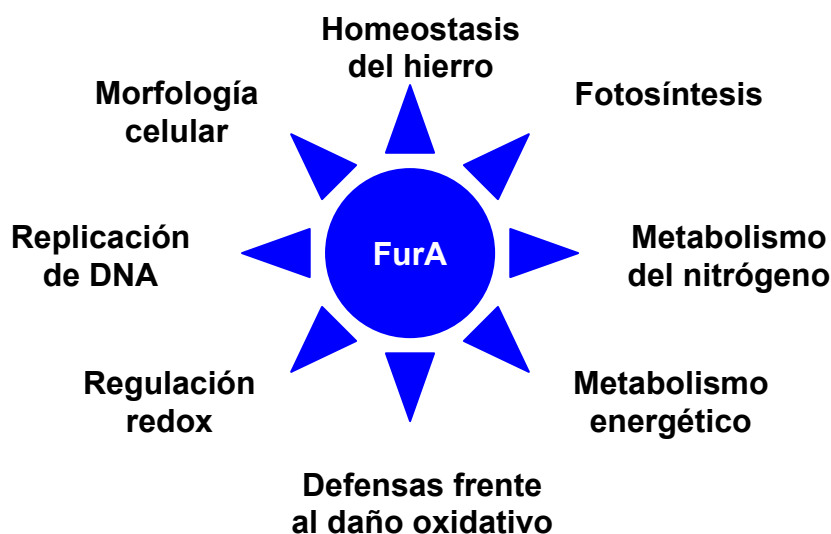 Homeostasis
del hierro
Morfología
celular
Fotosíntesis
Replicación
de DNA
FurA
Metabolismo
del nitrógeno
Regulación
redox
Metabolismo
energético
Defensas frente
al daño oxidativo